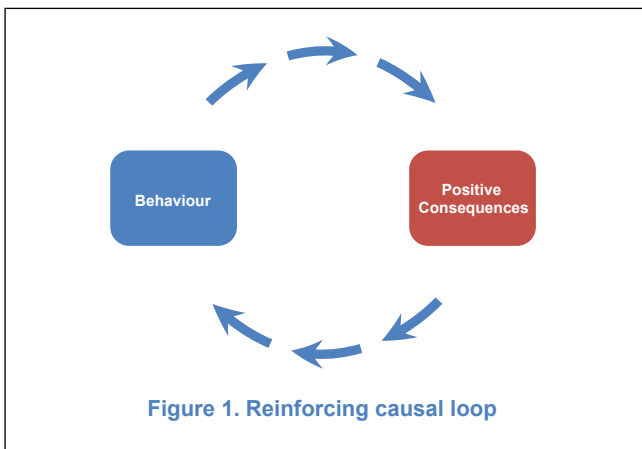 Behaviour
Positive
Consequences
Figure 1. Reinforcing causal loop